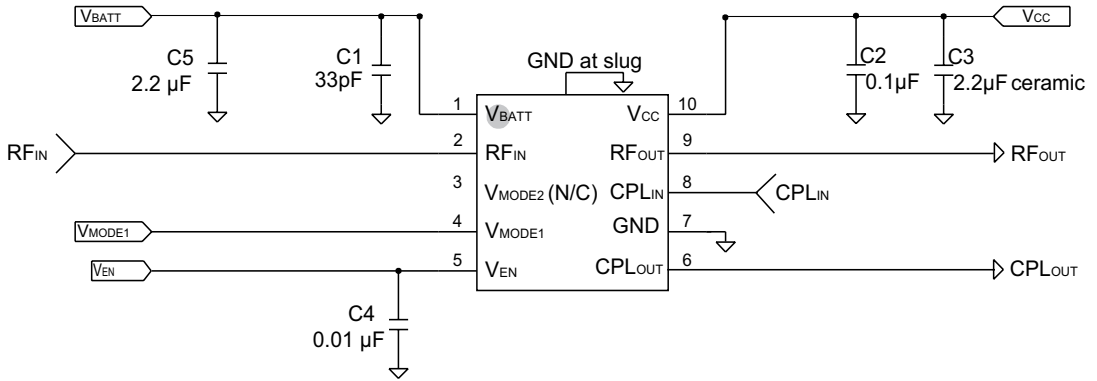 VBATT
VCC
C5
2.2 µF
C1
33pF
GND at slug
C2
0.1µF
C3
2.2µF ceramic
1
VBATT
VCC
10
RFIN
2
RFIN
RFOUT
9
RFOUT
3
VMODE2 (N/C)
CPLIN
8
CPLIN
VMODE1
4
VMODE1
GND
7
VEN
5
VEN
CPLOUT
6
CPLOUT
C4
0.01 µF